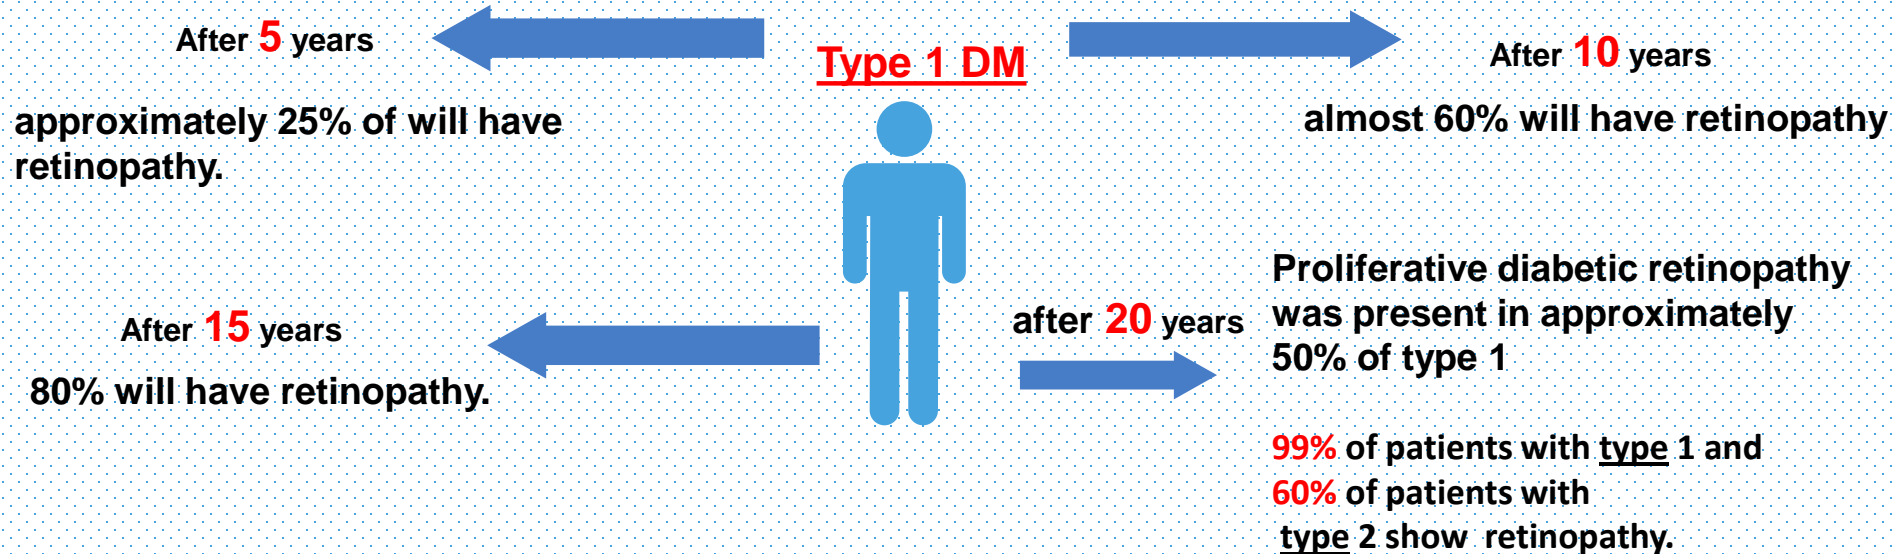 Type 1 DM
After 5 years
approximately 25% of will have
retinopathy.
After 10 years
almost 60% will have retinopathy
After 15 years
80% will have retinopathy.
after 20 years
Proliferative diabetic retinopathy
was present in approximately
50% of type 1
99% of patients with type 1 and
60% of patients with
type 2 show retinopathy.